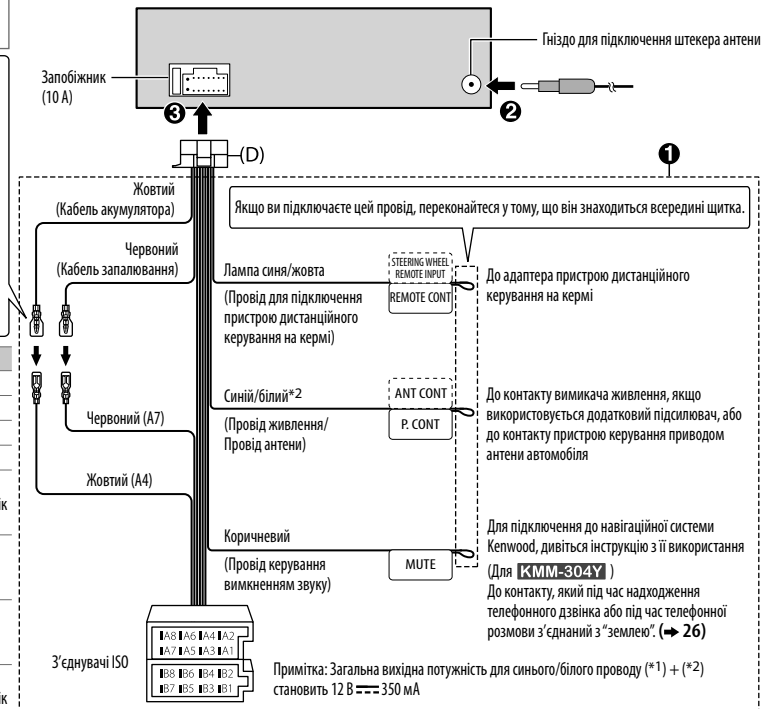 Гніздо для підключення штекера антени
Запобіжник
(10 A)
❸
❷
(D)
❶
Жовтий
(Кабель акумулятора)
Якщо ви підключаєте цей провід, переконайтеся у тому, що він знаходиться всередині щитка.
Червоний
(Кабель запалювання)
Лампа синя/жовта
(Провід для підключення
пристрою дистанційного
керування на кермі)
STEERING WHEEL
REMOTE INPUT
REMOTE CONT
До адаптера пристрою дистанційного
керування на кермі
Синій/білий*2
(Провід живлення/
Провід антени)
ANT CONT
P. CONT
До контакту вимикача живлення, якщо
використовується додатковий підсилювач, або
до контакту пристрою керування приводом
антени автомобіля
Червоний (A7)
Жовтий (A4)
ік
Коричневий
(Провід керування
вимкненням звуку)
MUTE
Для підключення до навігаційної системи
Kenwood, дивіться інструкцію з її використання
(Для KMM-304Y )
До контакту, який під час надходження
телефонного дзвінка або під час телефонної
розмови з’єднаний з “землею”. (➔ 26)
З’єднувачі ISO
A8 A6 A4 A2
A7 A5 A3 A1
B8 B6 B4 B2
B7 B5 B3 B1
Примітка: Загальна вихідна потужність для синього/білого проводу (*1) + (*2)
становить 12 В ⎓ 350 мА
ік